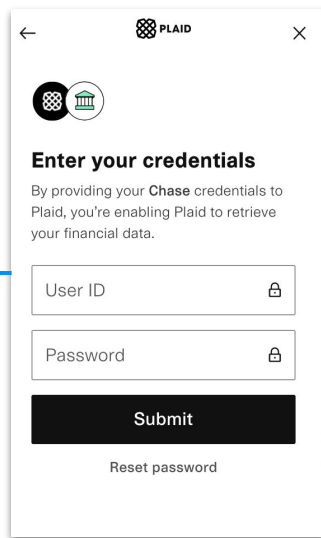 PLAID
Enter your credentials
By providing your Chase credentials to
Plaid, you’re enabling Plaid to retrieve
your financial data.
User ID
Password
Submit
Reset password